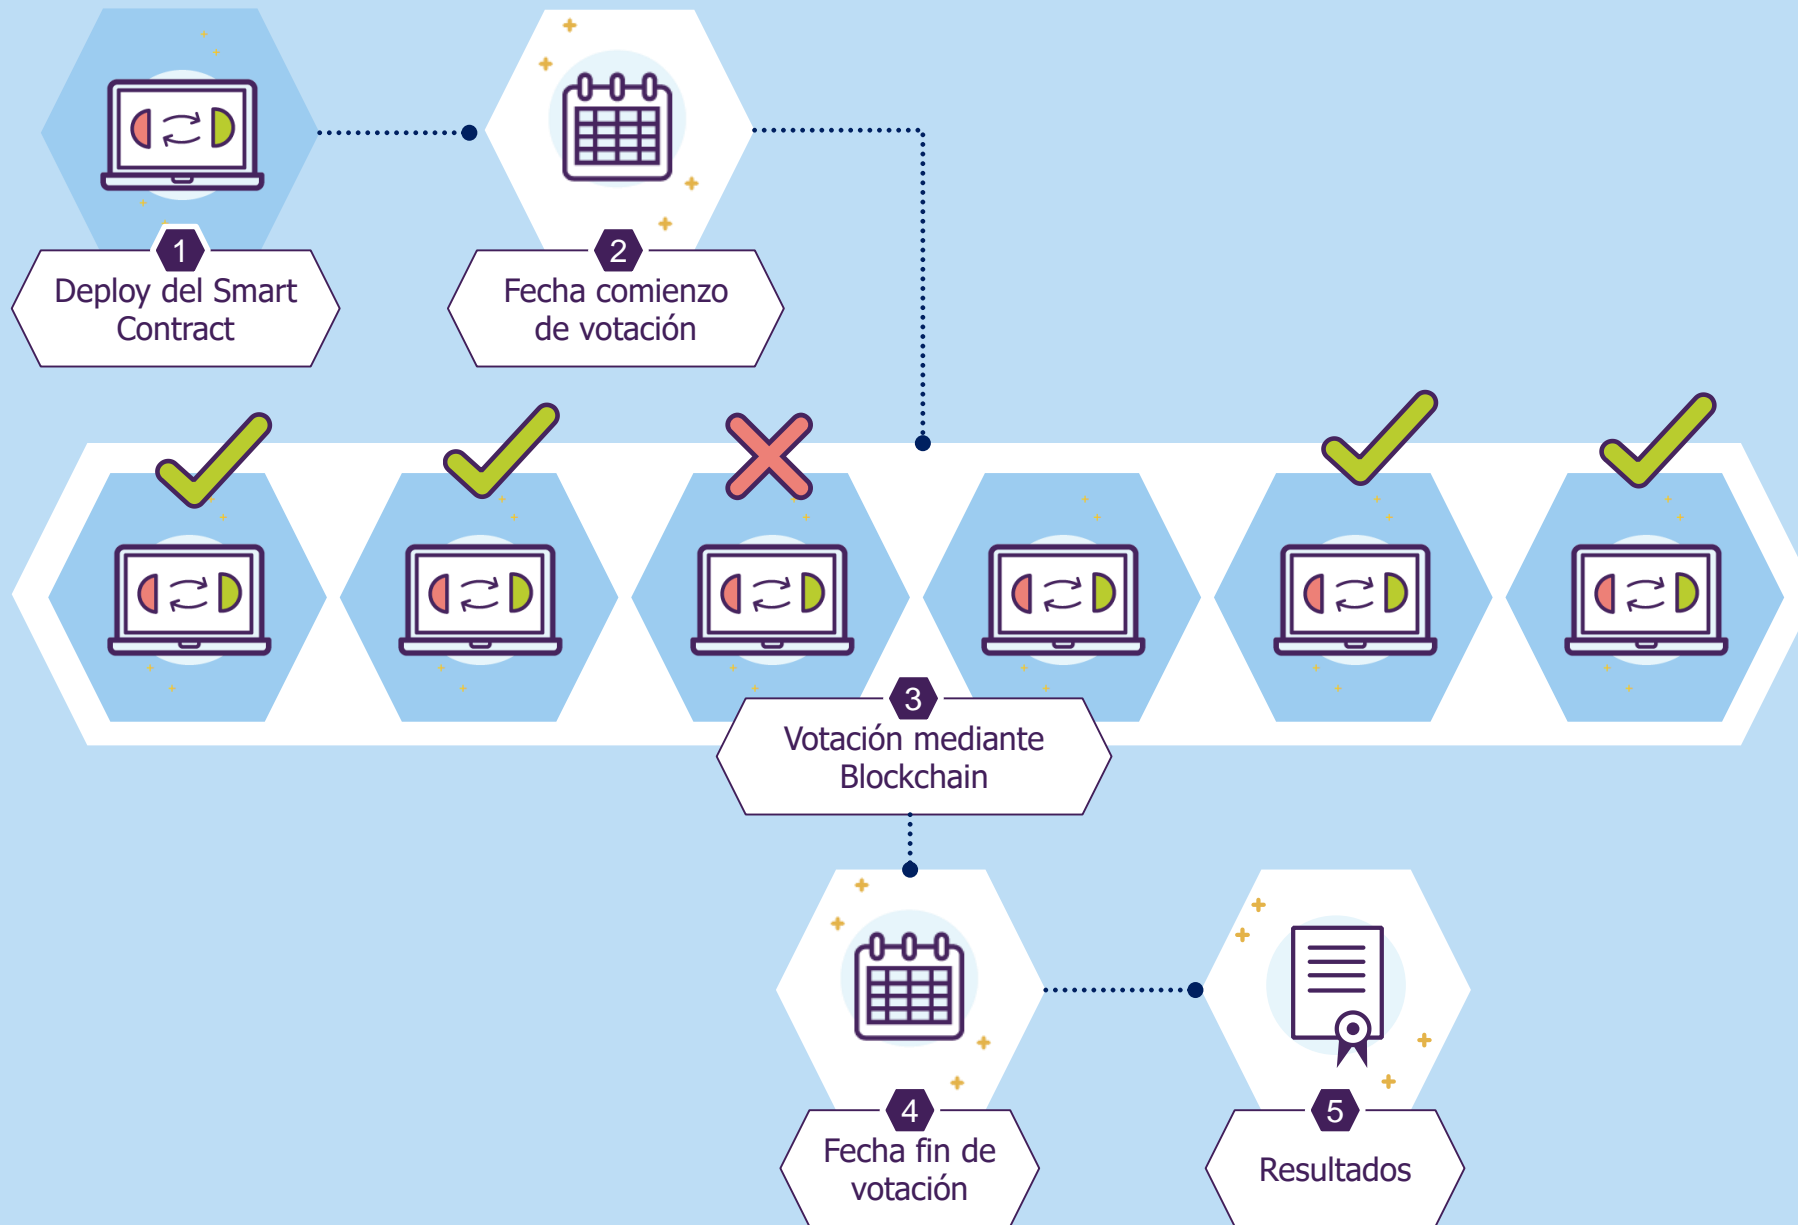 1
Deploy del Smart
Contract
2
Fecha comienzo
de votación
3
Votación mediante
Blockchain
4
Fecha fin de
votación
5
Resultados